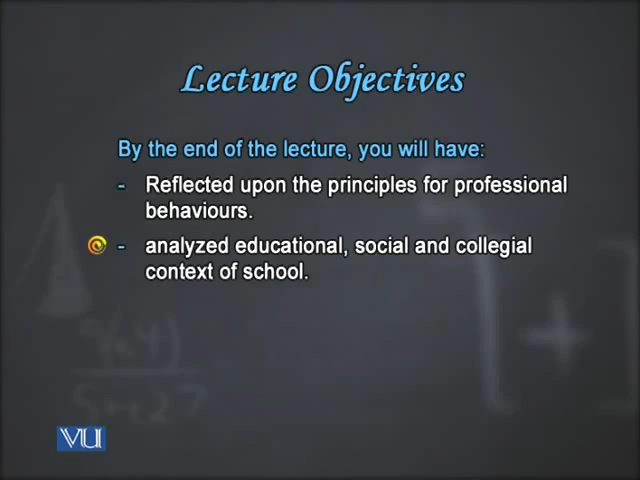 Lecture Objectives
By the end of the lecture, you will have:
- Reflected upon the principles for professional
behaviours.
- analyzed educational, social and collegial
context of school.
VU